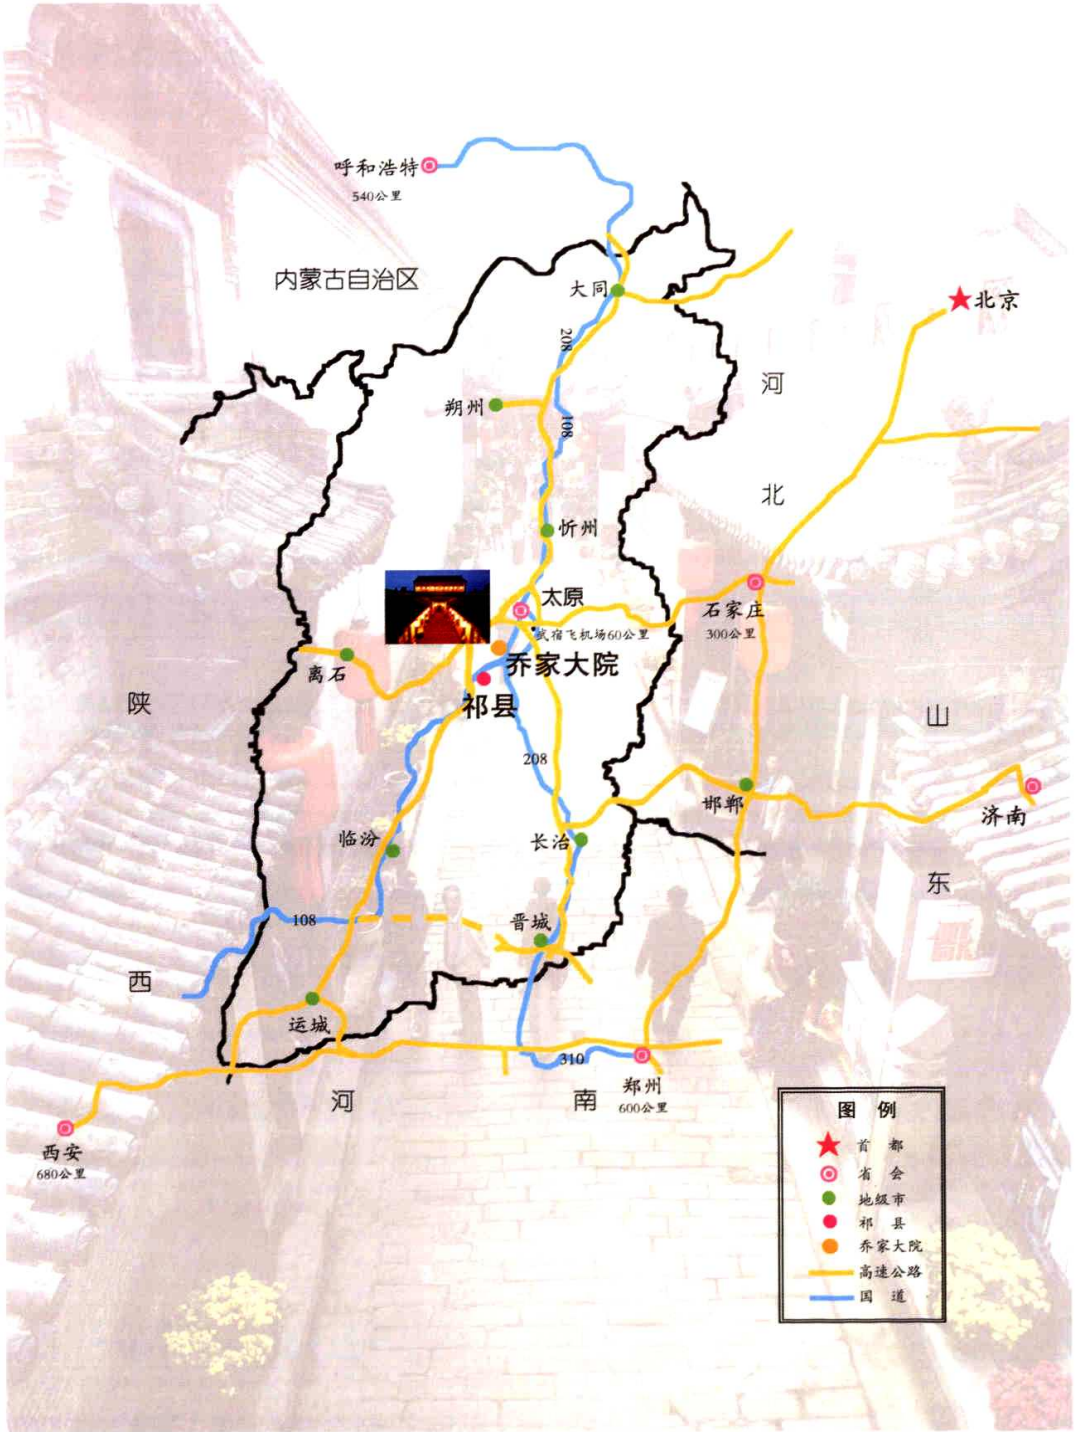 呼和浩特
540公里
内蒙古自治区
大同
北京
208
河
北
朔州
108
忻州
太原
武宿飞机场60公里
石家庄
300公里
乔家大院
离石
祁县
陕
西
山
东
208
邯郸
济南
临汾
长治
108
晋城
运城
310
郑州
600公里
河
南
西安
680公里
图 例
首 都
省 会
地级市
祁 县
乔家大院
高速公路
国 道